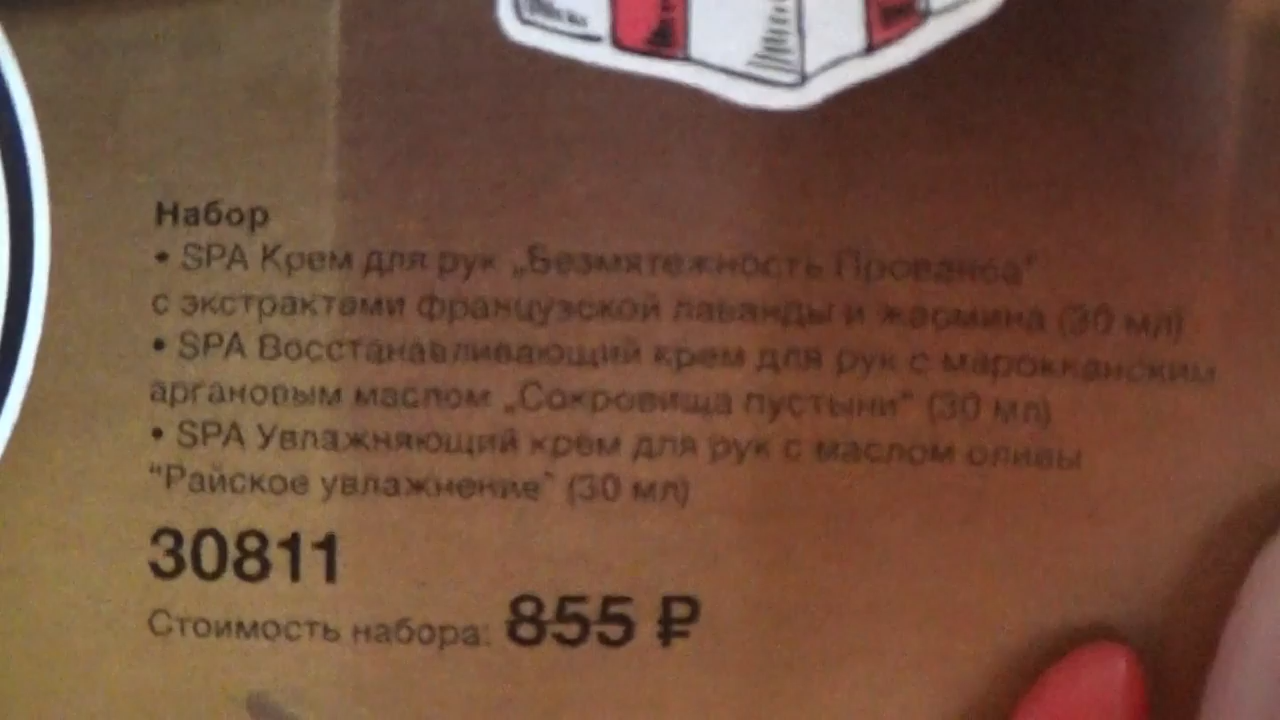 Набор
• SPA Крем для рук „Безмятежность Прованса"
с экстрактами французской лаванды и жасмина (30 мл)
• SPA Восстанавливающий крем для рук с марокканским
аргановым маслом „Сокровища пустыни" (30 мл)
• SPA Увлажняющий крем для рук с маслом оливы
"Райское увлажнение" (30 мл)
30811
Стоимость набора: 855 ₽